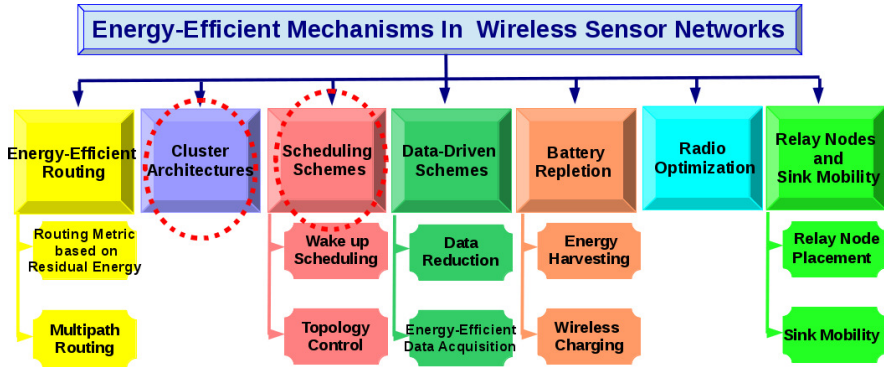 Energy-Efficient Mechanisms In Wireless Sensor Networks
Energy-Efficient
Routing
Cluster
Architectures
Scheduling
Schemes
Data-Driven
Schemes
Battery
Repletion
Radio
Optimization
Relay Nodes
and
Sink Mobility
Routing Metric
based on
Residual Energy
Wake up
Scheduling
Data
Reduction
Energy
Harvesting
Relay Node
Placement
Multipath
Routing
Topology
Control
Energy-Efficient
Data Acquisition
Wireless
Charging
Sink Mobility